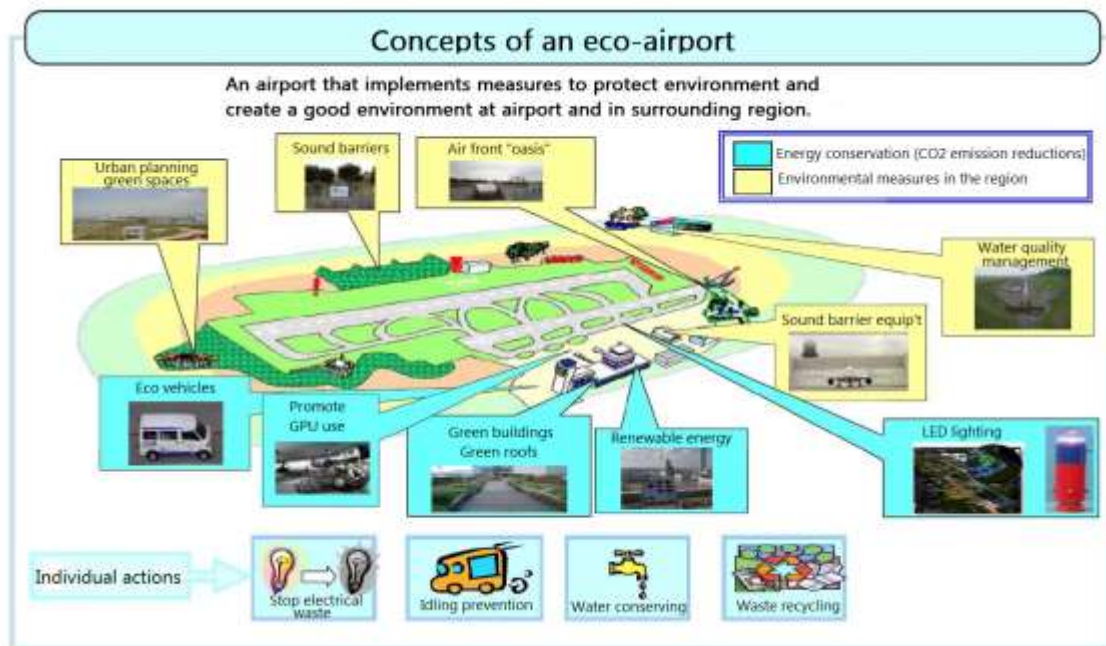 Concepts of an eco-airport
An airport that implements measures to protect environment and
create a good environment at airport and in surrounding region.
Urban planning
green spaces
Sound barriers
Air front "oasis"
Energy conservation (CO2 emission reductions)
Environmental measures in the region
Water quality
management
Sound barrier equip't
Eco vehicles
Promote
GPU use
Green buildings
Green roofs
Renewable energy
LED lighting
Individual actions
Stop electrical
waste
Idling prevention
Water conserving
Waste recycling